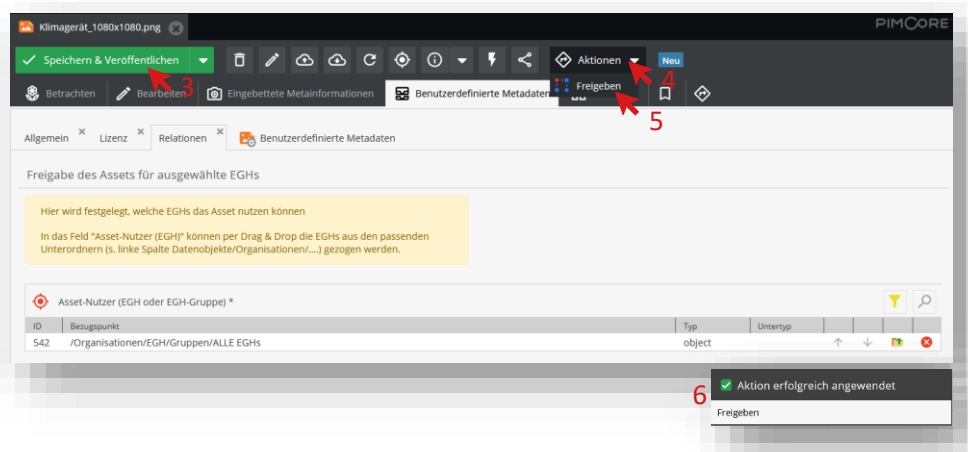 Klimagerät_1080x1080.png
PIMCORE
Speichern & Veröffentlichen
Aktionen
Neu
3
4
Betrachten
Bearbeiten
Eingebettete Metainformationen
Benutzerdefinierte Metadaten
Freigeben
5
Allgemein
Lizenz
Relationen
Benutzerdefinierte Metadaten
Freigabe des Assets für ausgewählte EGHs
Hier wird festgelegt, welche EGHs das Asset nutzen können
In das Feld "Asset-Nutzer (EGH)" können per Drag & Drop die EGHs aus den passenden
Unterordnern (s. linke Spalte Datenobjekte/Organisationen/....) gezogen werden.
Asset-Nutzer (EGH oder EGH-Gruppe) *
ID Bezugspunkt Typ Untertyp
542 /Organisationen/EGH/Gruppen/ALLE EGHs object
6
Aktion erfolgreich angewendet
Freigeben